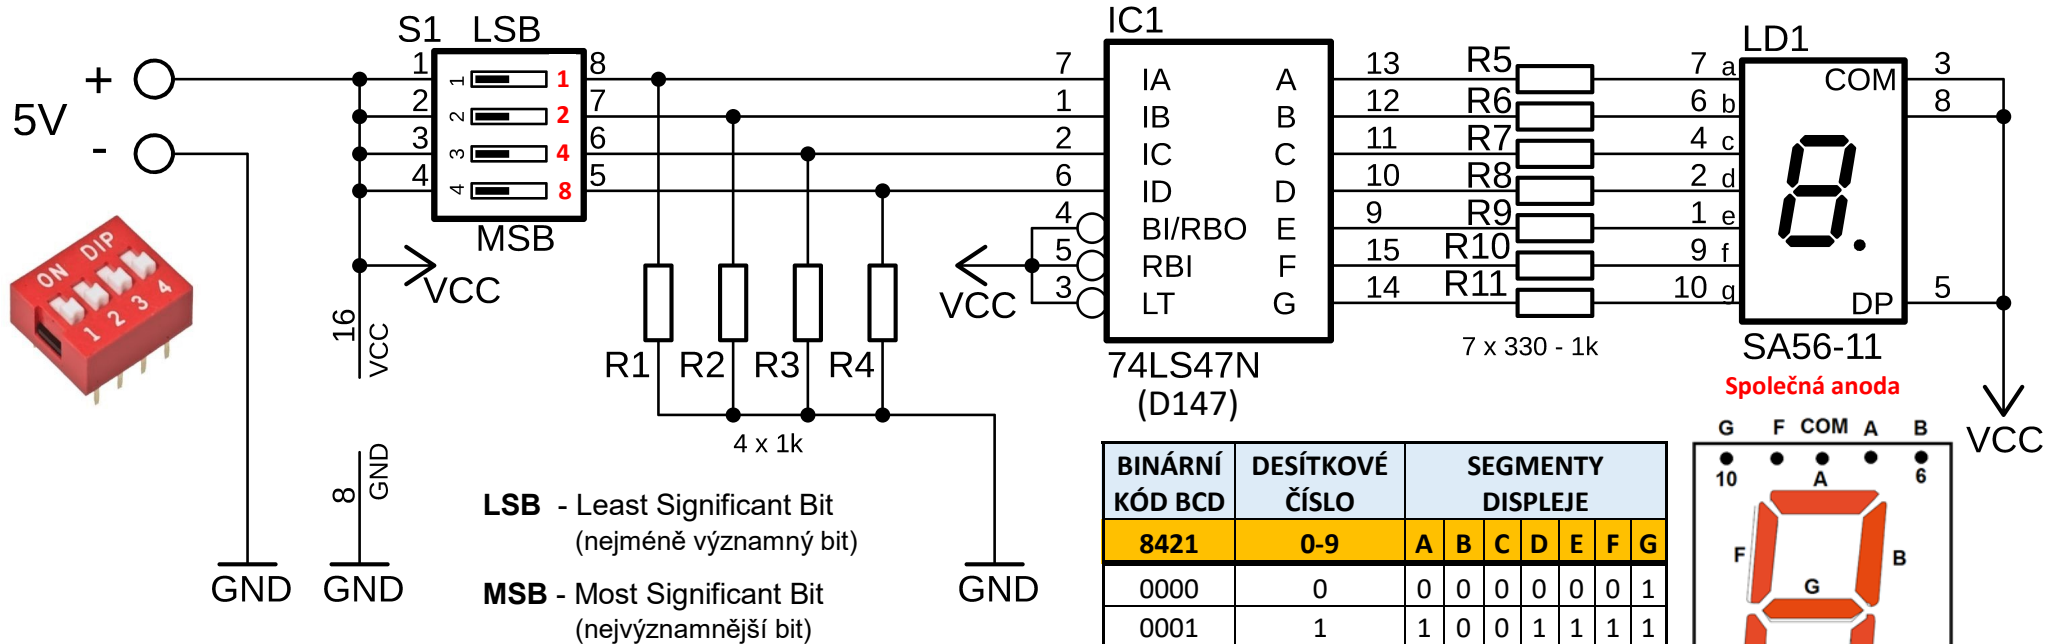 S1 LSB
IC1
LD1
5V
+
-
1 1 1 8
2 2 2 7
3 3 4 6
4 4 8 5
MSB
VCC
16 VCC
8 GND
GND
GND
ON DIP
1 2 3 4
R1 R2 R3 R4
4 x 1k
GND
7 IA A 13 R5 7 a COM 3
1 IB B 12 R6 6 b 8
2 IC C 11 R7 4 c
6 ID D 10 R8 2 d
4 BI/RBO E 9 R9 1 e
5 RBI F 15 R10 9 f
3 LT G 14 R11 10 g DP 5
VCC
74LS47N
(D147)
7 x 330 - 1k
SA56-11
Společná anoda
VCC
LSB - Least Significant Bit
(nejméně významný bit)
MSB - Most Significant Bit
(nejvýznamnější bit)
BINÁRNÍ KÓD BCD DESÍTKOVÉ ČÍSLO SEGMENTY DISPLEJE
8421 0-9 A B C D E F G
0000 0 0 0 0 0 0 0 1
0001 1 1 0 0 1 1 1 1
G F COM A B
10 A 6
F B
G